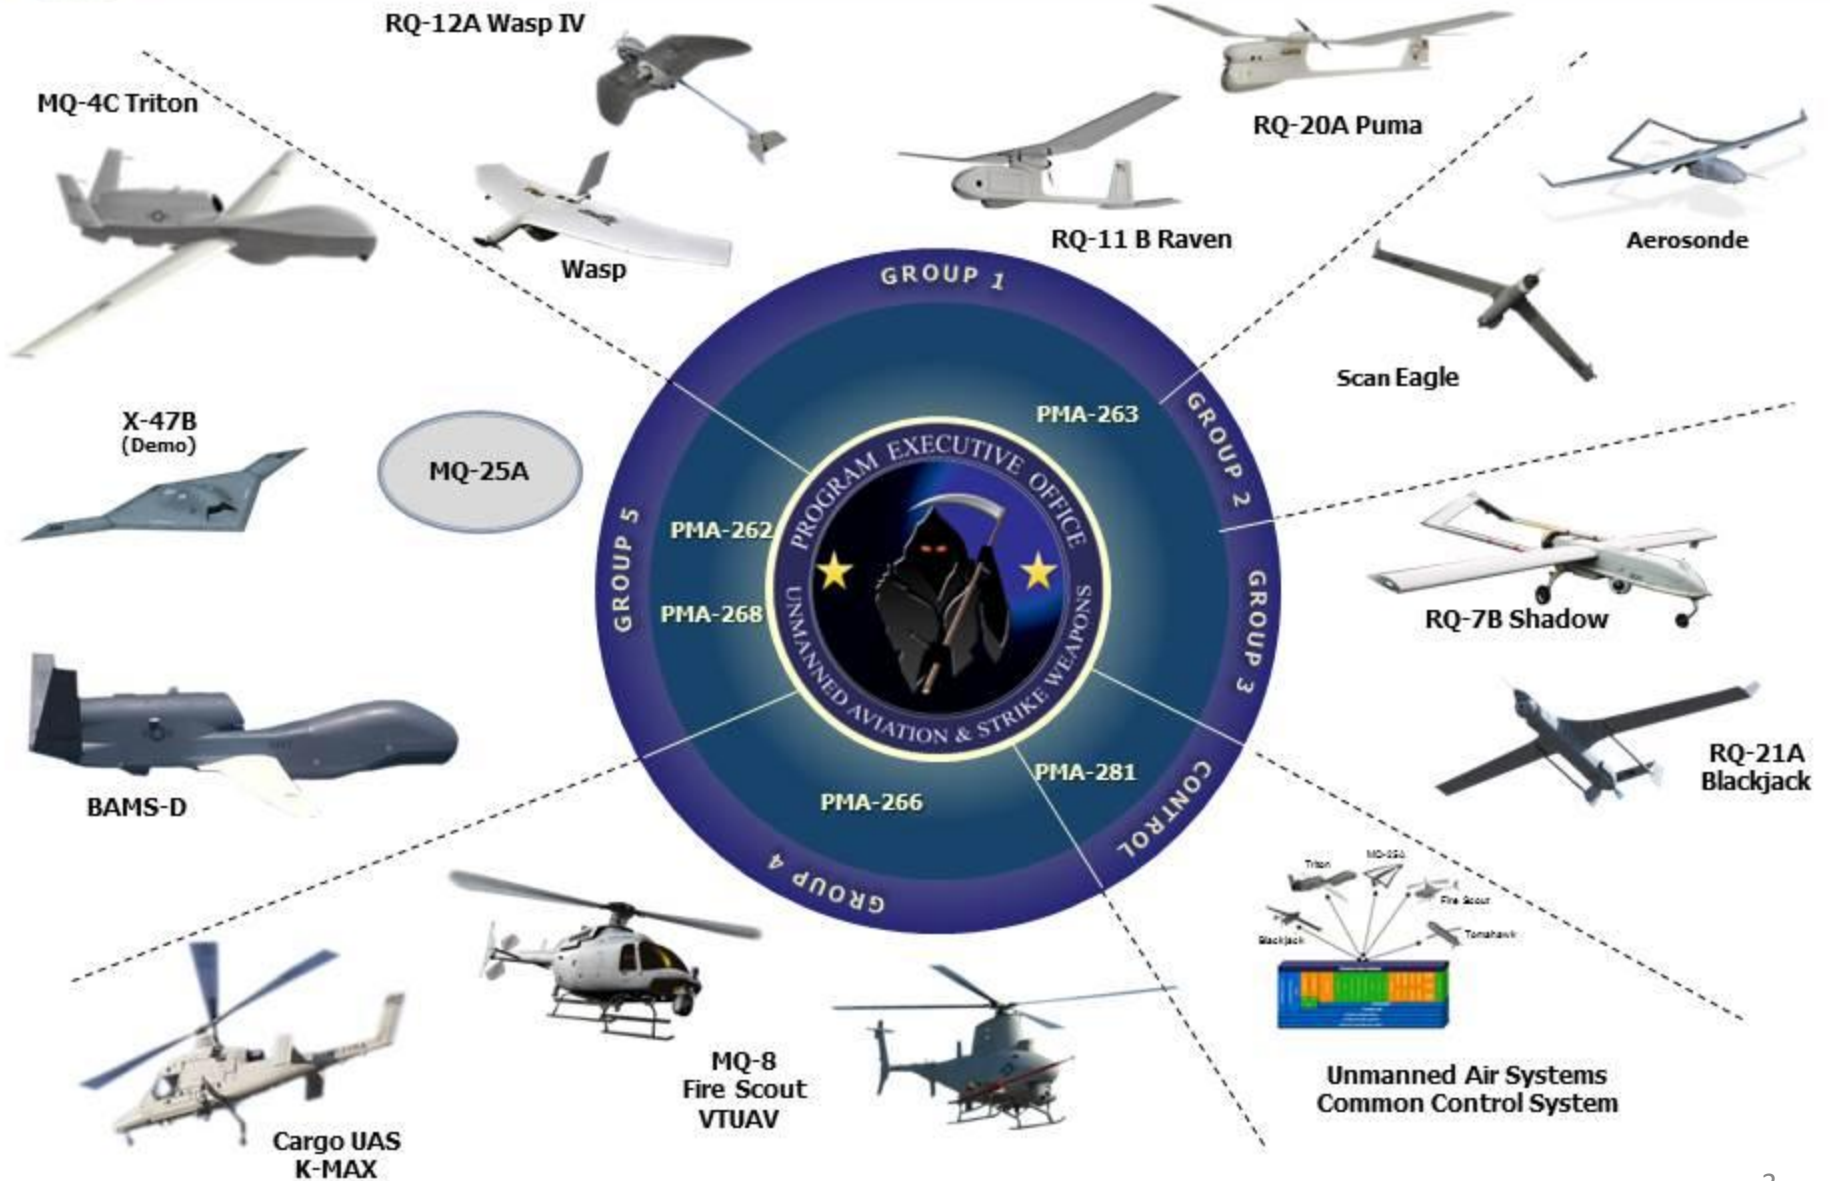 RQ-12A Wasp IV
MQ-4C Triton
Wasp
RQ-11 B Raven
RQ-20A Puma
Aerosonde
Scan Eagle
GROUP 1
GROUP 2
GROUP 3
CONTROL
GROUP 4
GROUP 5
PMA-263
PMA-262
PMA-268
PMA-266
PMA-281
PROGRAM EXECUTIVE OFFICE
UNMANNED AVIATION & STRIKE WEAPONS
X-47B
(Demo)
MQ-25A
BAMS-D
RQ-7B Shadow
RQ-21A
Blackjack
Triton
MQ-25A
Fire Scout
Blackjack
Tomahawk
Unmanned Air Systems
Common Control System
MQ-8
Fire Scout
VTUAV
Cargo UAS
K-MAX